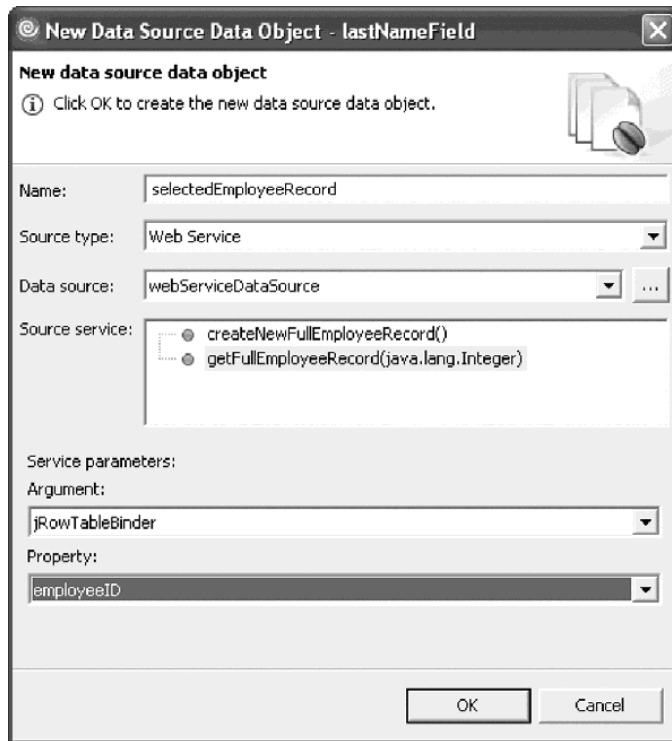 New Data Source Data Object - lastNameField
New data source data object
Click OK to create the new data source data object.
Name: selectedEmployeeRecord
Source type: Web Service
Data source: webServiceDataSource ...
Source service: createNewFullEmployeeRecord()
getFullEmployeeRecord(java.lang.Integer)
Service parameters:
Argument:
jRowTableBinder
Property:
employeeID
OK Cancel